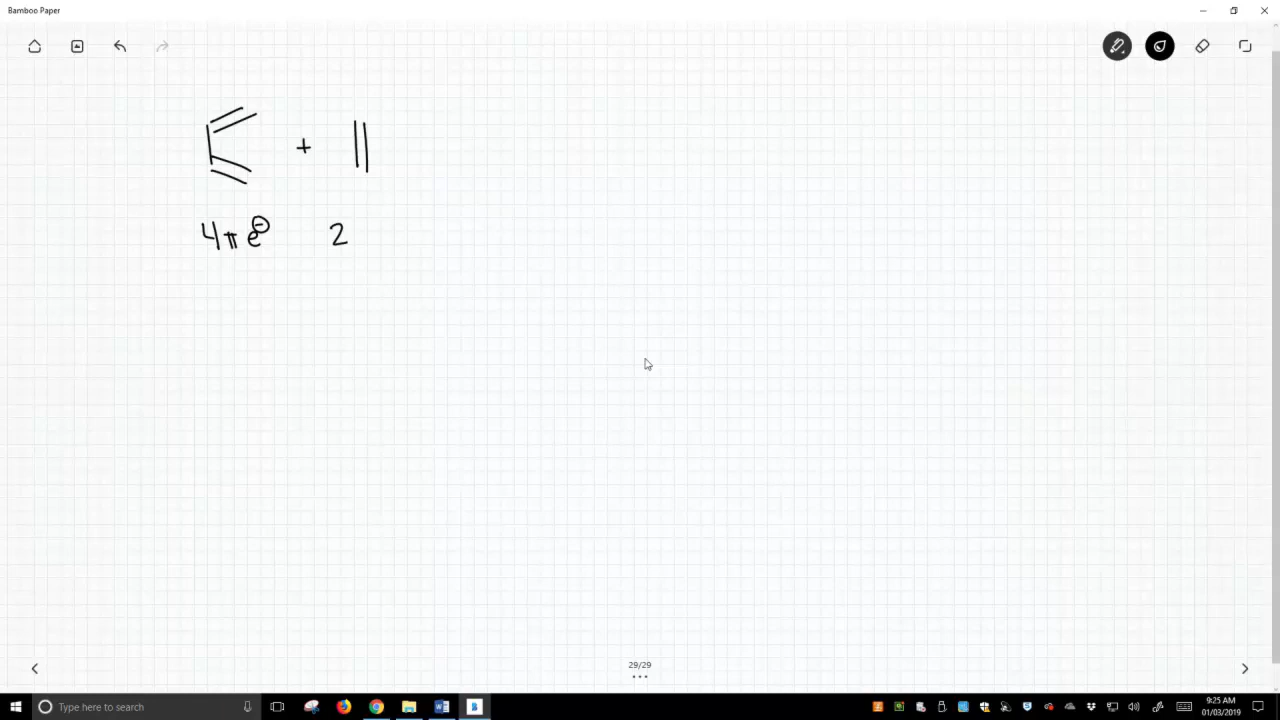 Bamboo Paper
+
4π e⊖ 2
29/29
Type here to search
9:25 AM
01/03/2019